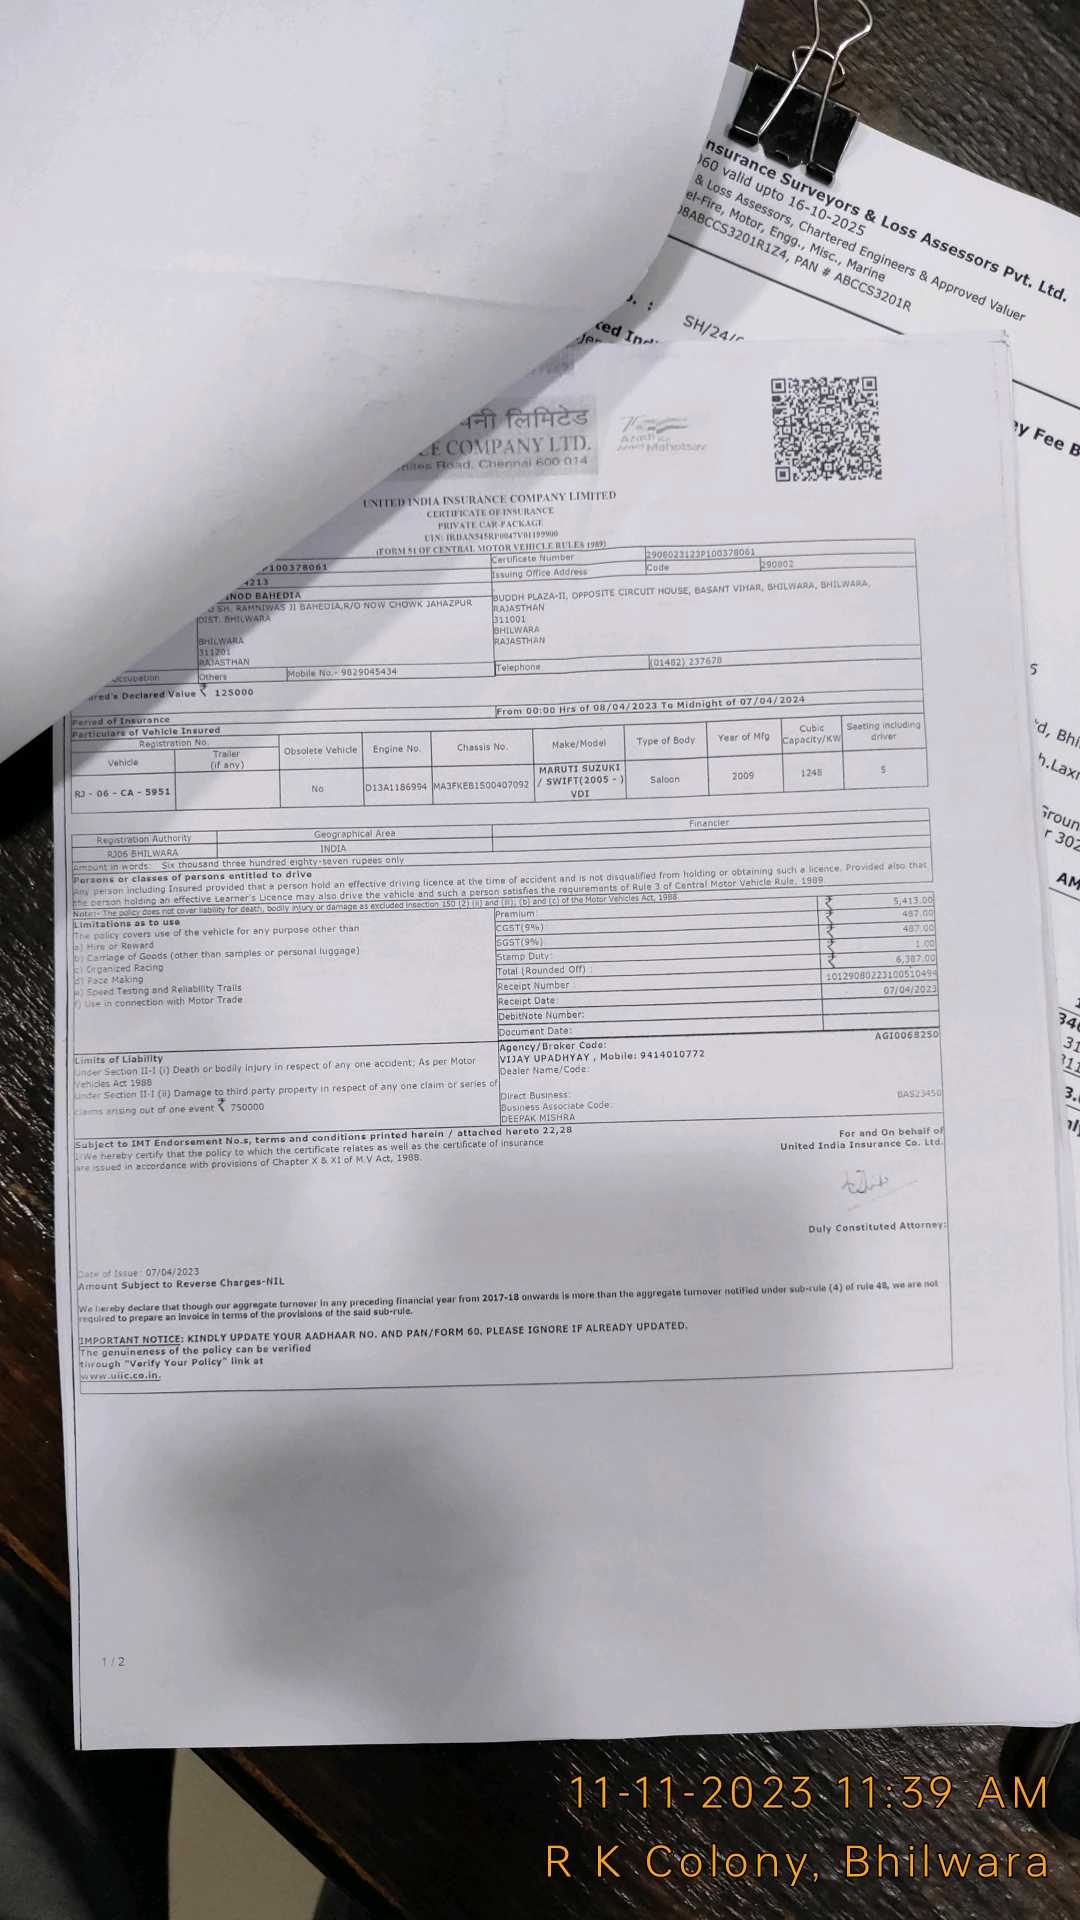 nsurance Surveyors & Loss Assessors Pvt. Ltd.
060 valid upto 16-10-2025
& Loss Assessors, Chartered Engineers & Approved Valuer
el-Fire, Motor, Engg., Misc., Marine
08ABCCS3201R1Z4, PAN # ABCCS3201R
SH/24/
लिमिटेड
CE COMPANY LTD.
Road, Chennai 600 014
Azadi Ka
Amrit Mahotsav
ey Fee B
UNITED INDIA INSURANCE COMPANY LIMITED
CERTIFICATE OF INSURANCE
PRIVATE CAR-PACKAGE
UIN: IRDAN545RP0047V01199900
(FORM 51 OF CENTRAL MOTOR VEHICLE RULES 1989)
P100378061 Certificate Number 2908023123P100378061
4213 Issuing Office Address Code 290802
INOD BAHEDIA
SH. RAMNIWAS JI BAHEDIA,R/O NOW CHOWK JAHAZPUR
DIST. BHILWARA
BHILWARA
311201
RAJASTHAN
BUDDH PLAZA-II, OPPOSITE CIRCUIT HOUSE, BASANT VIHAR, BHILWARA, BHILWARA,
RAJASTHAN
311001
BHILWARA
RAJASTHAN
Occupation Others Mobile No.- 9829045434 Telephone (01482) 237678
ured's Declared Value ₹ 125000
Period of Insurance From 00:00 Hrs of 08/04/2023 To Midnight of 07/04/2024
Particulars of Vehicle Insured
Registration No. Obsolete Vehicle Engine No. Chassis No. Make/Model Type of Body Year of Mfg Cubic Capacity/KW Seating including driver
Vehicle Trailer (if any)
RJ - 06 - CA - 5951 No D13A1186994 MA3FKEB1S00407092 MARUTI SUZUKI / SWIFT(2005 - ) VDI Saloon 2009 1248 5
Registration Authority Geographical Area Financier
RJ06 BHILWARA INDIA
Amount in words: Six thousand three hundred eighty-seven rupees only
Persons or classes of persons entitled to drive
Any person including Insured provided that a person hold an effective driving licence at the time of accident and is not disqualified from holding or obtaining such a licence. Provided also that
the person holding an effective Learner's Licence may also drive the vehicle and such a person satisfies the requirements of Rule 3 of Central Motor Vehicle Rule, 1989
Note:- The policy does not cover liability for death, bodily injury or damage as excluded insection 150 (2) (ii) and (iii); (b) and (c) of the Motor Vehicles Act, 1988
Limitations as to use
The policy covers use of the vehicle for any purpose other than
a) Hire or Reward
b) Carriage of Goods (other than samples or personal luggage)
c) Organized Racing
d) Pace Making
e) Speed Testing and Reliability Trails
f) Use in connection with Motor Trade
Premium: ₹ 5,413.00
CGST(9%) ₹ 487.00
SGST(9%) ₹ 487.00
Stamp Duty: ₹ 1.00
Total (Rounded Off) : ₹ 6,387.00
Receipt Number : 10129080223100510494
Receipt Date: 07/04/2023
DebitNote Number:
Document Date:
Limits of Liability
Under Section II-I (i) Death or bodily injury in respect of any one accident; As per Motor
Vehicles Act 1988
Under Section II-I (ii) Damage to third party property in respect of any one claim or series of
claims arising out of one event ₹ 750000
Agency/Broker Code: AGI0068250
VIJAY UPADHYAY , Mobile: 9414010772
Dealer Name/Code:
Direct Business:
Business Associate Code: BAS23450
DEEPAK MISHRA
Subject to IMT Endorsement No.s, terms and conditions printed herein / attached hereto 22,28
I/We hereby certify that the policy to which the certificate relates as well as the certificate of insurance
are issued in accordance with provisions of Chapter X & XI of M.V Act, 1988.
For and On behalf of
United India Insurance Co. Ltd.
Duly Constituted Attorney:
Date of Issue: 07/04/2023
Amount Subject to Reverse Charges-NIL
We hereby declare that though our aggregate turnover in any preceding financial year from 2017-18 onwards is more than the aggregate turnover notified under sub-rule (4) of rule 48, we are not
required to prepare an invoice in terms of the provisions of the said sub-rule.
IMPORTANT NOTICE: KINDLY UPDATE YOUR AADHAAR NO. AND PAN/FORM 60. PLEASE IGNORE IF ALREADY UPDATED.
The genuineness of the policy can be verified
through "Verify Your Policy" link at
www.uiic.co.in.
1 / 2
11-11-2023 11:39 AM
R K Colony, Bhilwara